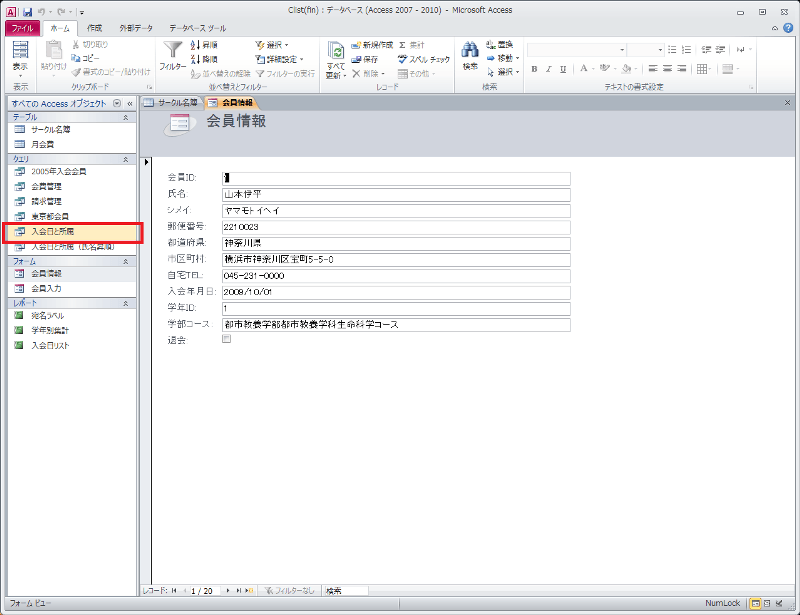 Clist(fin) : データベース (Access 2007 - 2010) - Microsoft Access
ファイル ホーム 作成 外部データ データベース ツール
表示
表示
貼り付け
切り取り
コピー
書式のコピー/貼り付け
クリップボード
フィルター
昇順
降順
並べ替えの解除
選択
詳細設定
フィルターの実行
並べ替えとフィルター
すべて
更新
新規作成
保存
削除
集計
スペル チェック
その他
レコード
検索
置換
移動
選択
検索
B I U
A
テキストの書式設定
すべての Access オブジェクト
テーブル
サークル名簿
月会費
クエリ
2005年入会会員
会費管理
請求管理
東京都会員
入会日と所属
入会日と所属（氏名昇順）
フォーム
会員情報
会員入力
レポート
宛名ラベル
学年別集計
入会日リスト
サークル名簿 会員情報
会員情報
会員ID:
氏名: 山本伊平
シメイ: ヤマモトイヘイ
郵便番号: 2210023
都道府県: 神奈川県
市区町村: 横浜市神奈川区宝町5-5-8
自宅TEL: 045-231-0000
入会年月日: 2009/10/01
学年ID: 1
学部コース: 都市教養学部都市教養学科生命科学コース
退会:
レコード: 1 / 20 フィルターなし 検索
フォーム ビュー NumLock